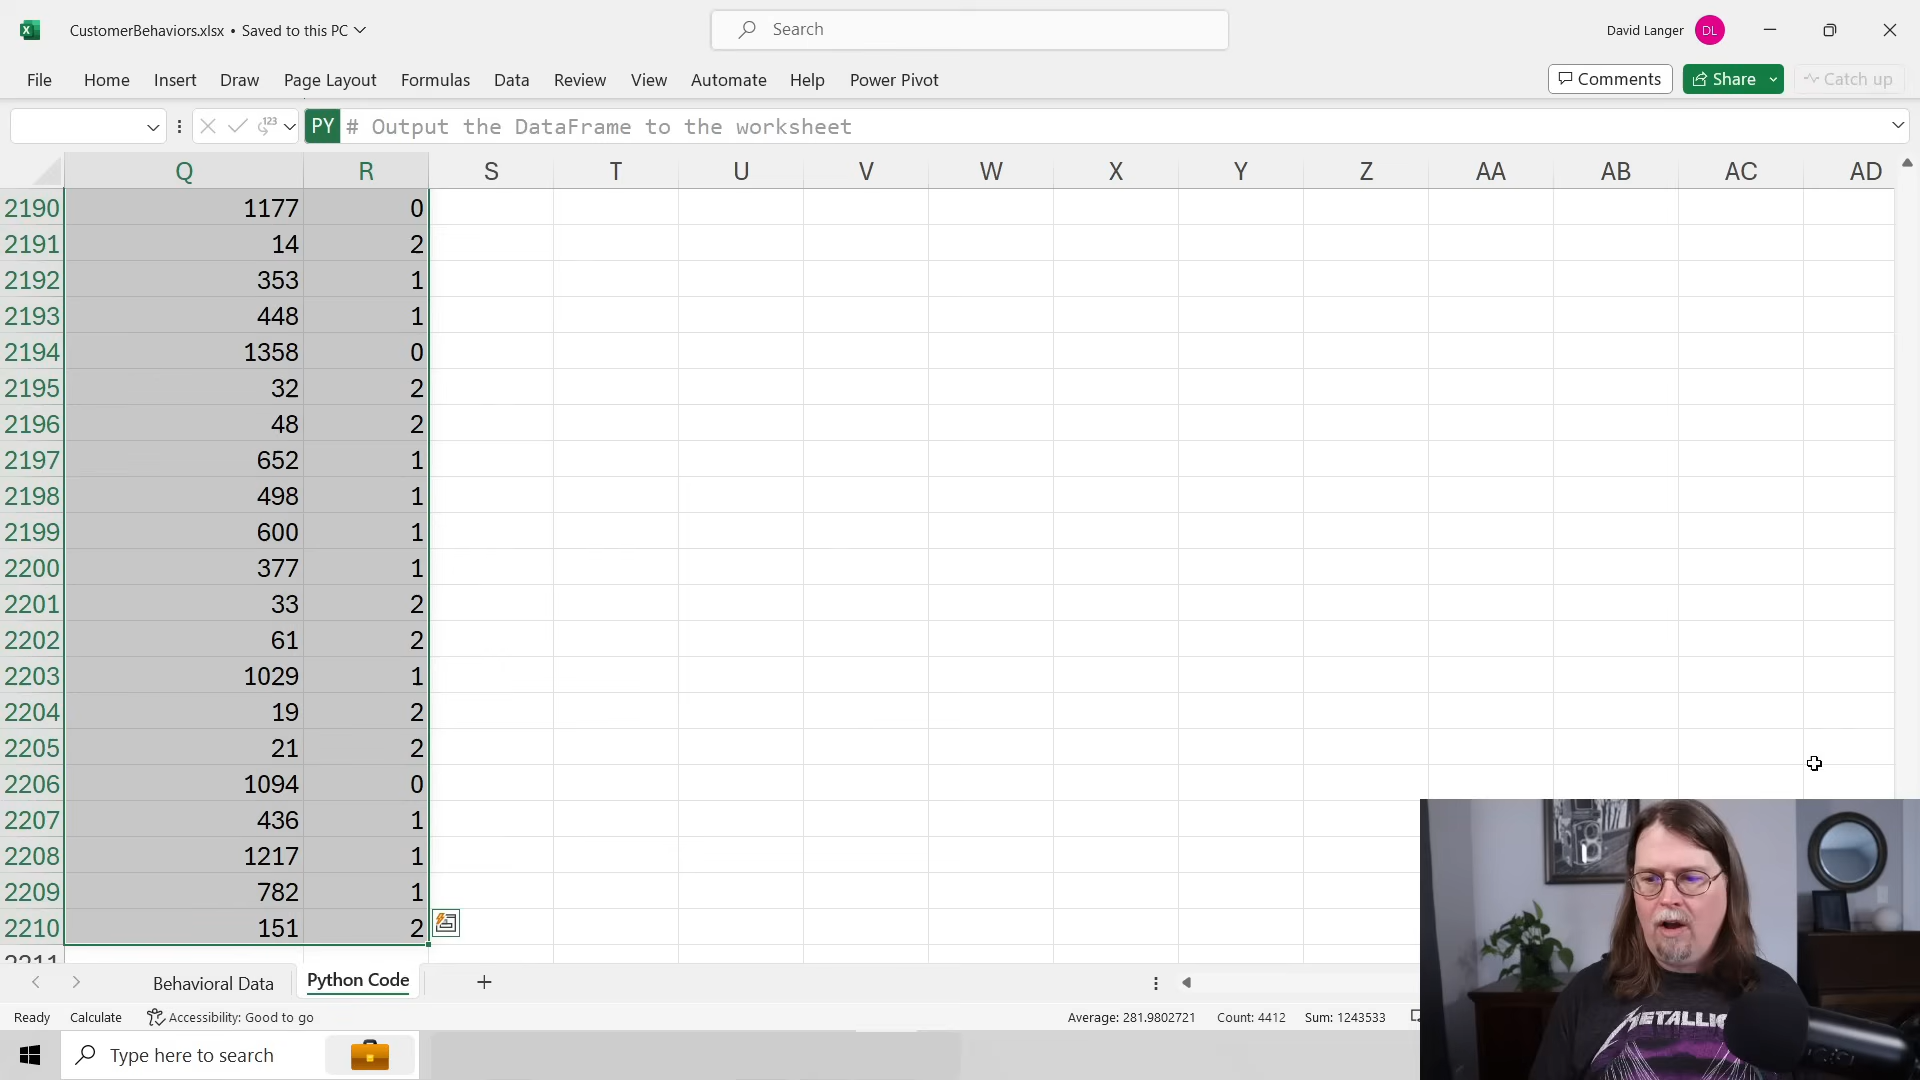 CustomerBehaviors.xlsx • Saved to this PC
Search
David Langer DL
File Home Insert Draw Page Layout Formulas Data Review View Automate Help Power Pivot
Comments Share Catch up
PY # Output the DataFrame to the worksheet
Q R S T U V W X Y Z AA AB AC AD
2190 1177 0
2191 14 2
2192 353 1
2193 448 1
2194 1358 0
2195 32 2
2196 48 2
2197 652 1
2198 498 1
2199 600 1
2200 377 1
2201 33 2
2202 61 2
2203 1029 1
2204 19 2
2205 21 2
2206 1094 0
2207 436 1
2208 1217 1
2209 782 1
2210 151 2
2211
Behavioral Data Python Code
Ready Calculate Accessibility: Good to go Average: 281.9802721 Count: 4412 Sum: 1243533
Type here to search
METALLIC